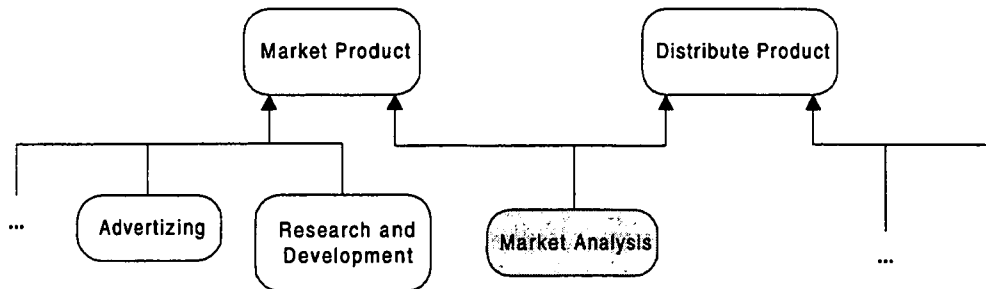 Market Product
Distribute Product
...
Advertizing
Research and
Development
Market Analysis
...